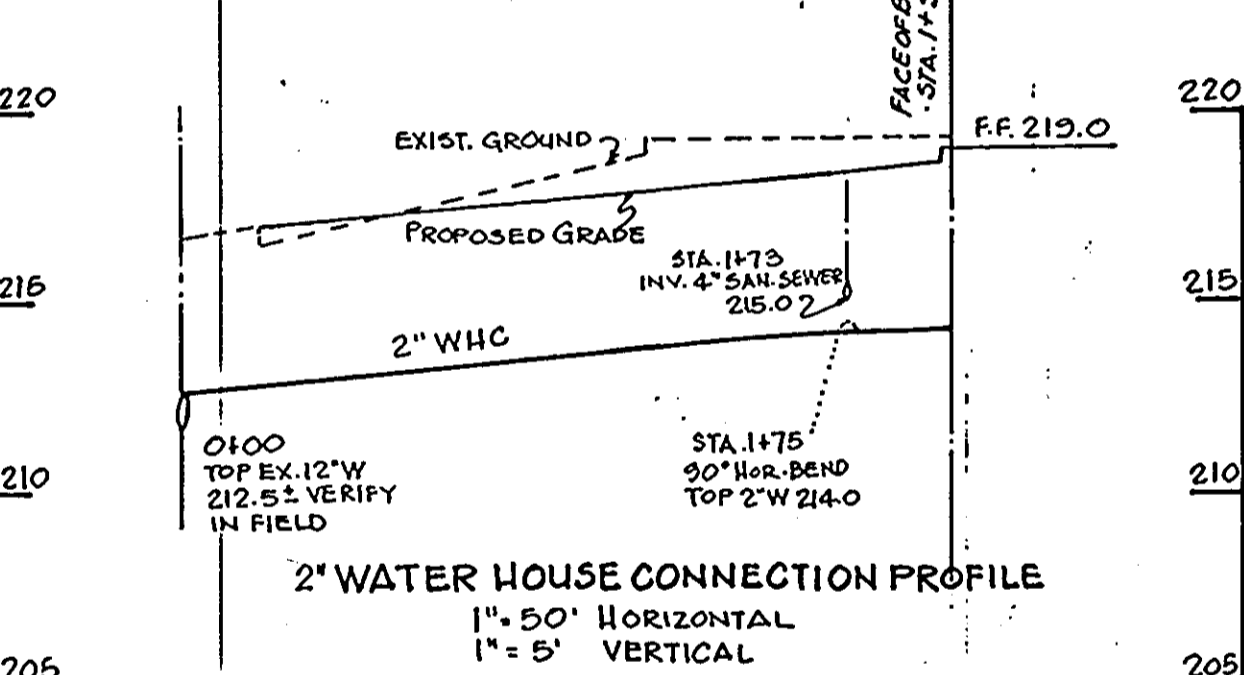 FACE OF B
STA. 1+
220
220
EXIST. GROUND
F.F. 219.0
PROPOSED GRADE
STA. 1+73
INV. 4" SAN. SEWER
215.02
215
215
2" WHC
0+00
TOP EX. 12" W
212.5± VERIFY
IN FIELD
STA. 1+75
90° HOR. BEND
TOP 2" W 214.0
210
210
2" WATER HOUSE CONNECTION PROFILE
1" = 50' HORIZONTAL
1" = 5' VERTICAL
205
205